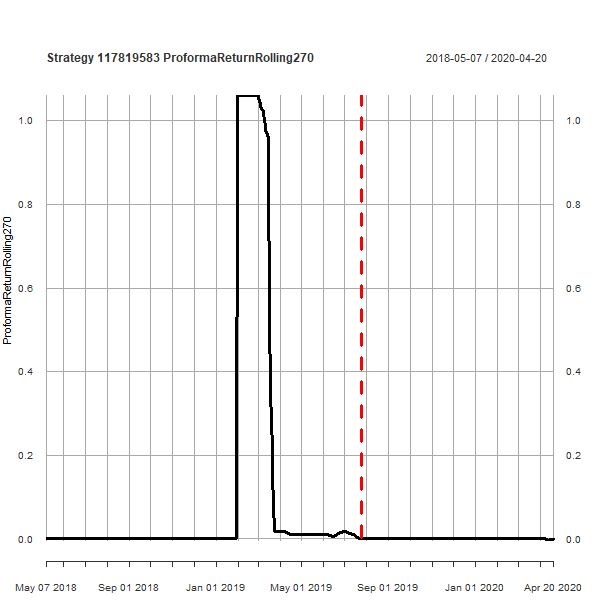 Strategy 117819583 ProformaReturnRolling270 2018-05-07 / 2020-04-20
ProformaReturnRolling270
1.0 1.0
0.8 0.8
0.6 0.6
0.4 0.4
0.2 0.2
0.0 0.0
May 07 2018 Sep 01 2018 Jan 01 2019 May 01 2019 Sep 01 2019 Jan 01 2020 Apr 20 2020